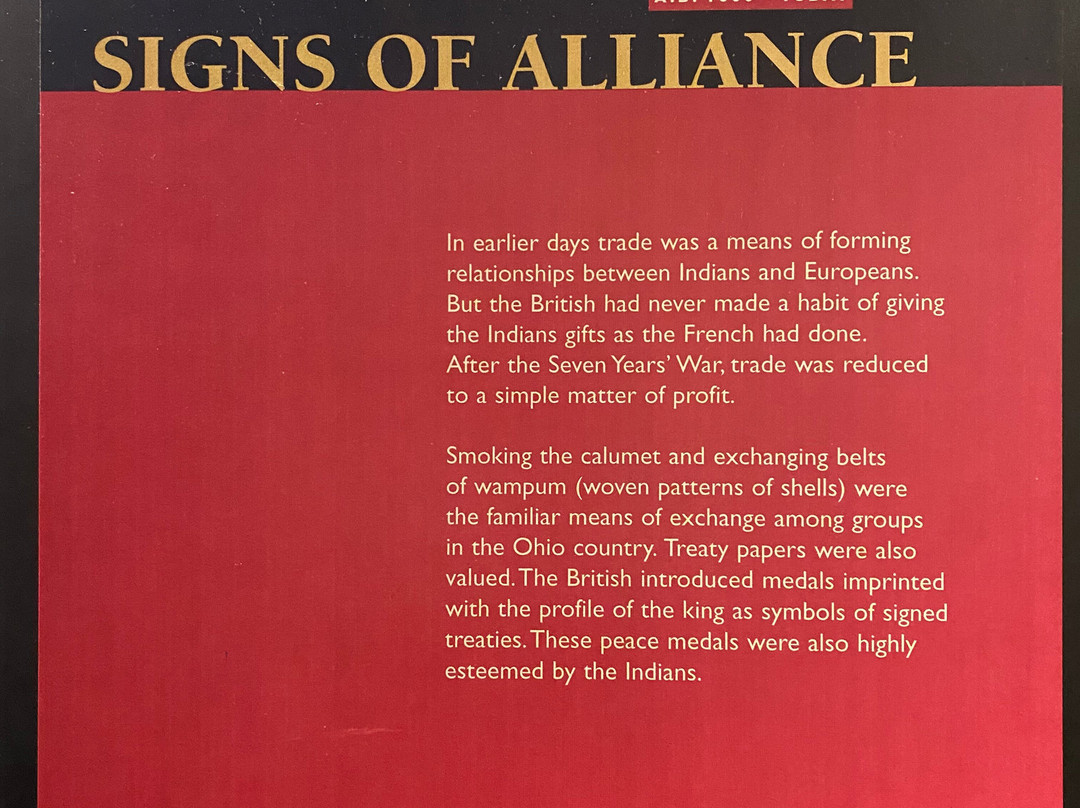 SIGNS OF ALLIANCE
In earlier days trade was a means of forming
relationships between Indians and Europeans.
But the British had never made a habit of giving
the Indians gifts as the French had done.
After the Seven Years' War, trade was reduced
to a simple matter of profit.
Smoking the calumet and exchanging belts
of wampum (woven patterns of shells) were
the familiar means of exchange among groups
in the Ohio country. Treaty papers were also
valued. The British introduced medals imprinted
with the profile of the king as symbols of signed
treaties. These peace medals were also highly
esteemed by the Indians.